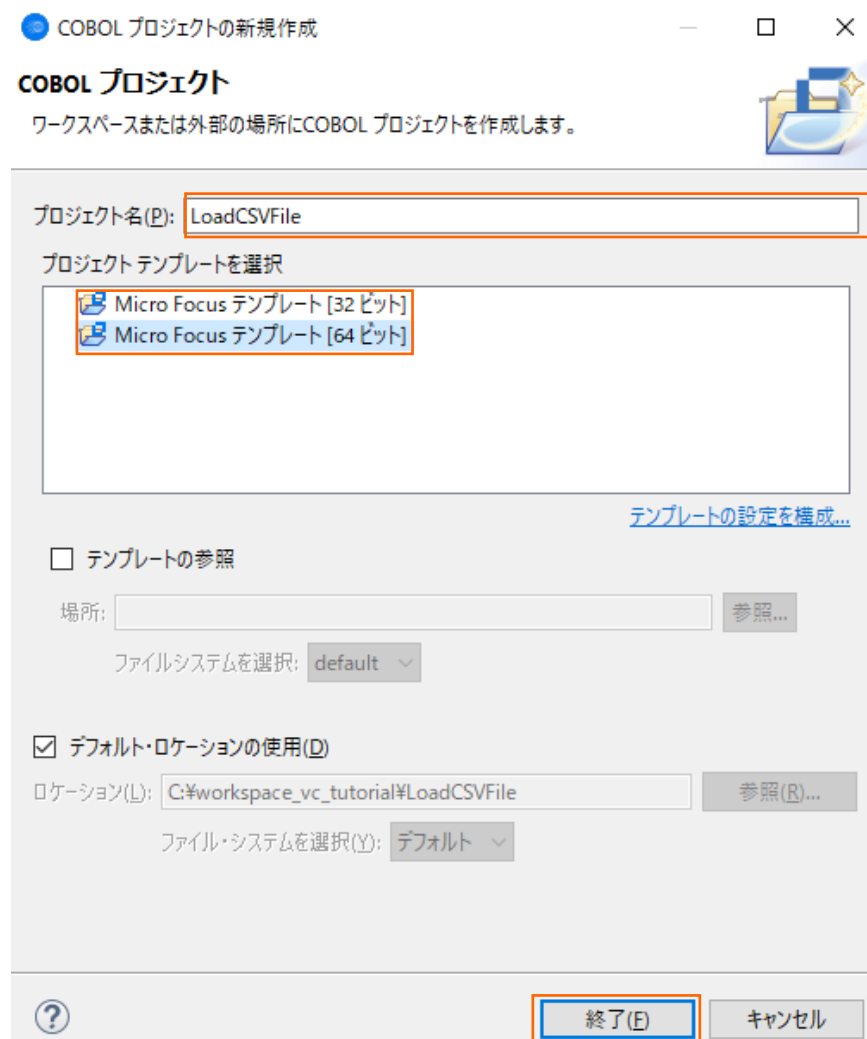 COBOL プロジェクトの新規作成
COBOL プロジェクト
ワークスペースまたは外部の場所にCOBOL プロジェクトを作成します。
プロジェクト名(P): LoadCSVFile
プロジェクト テンプレートを選択
Micro Focus テンプレート [32 ビット]
Micro Focus テンプレート [64 ビット]
テンプレートの設定を構成...
テンプレートの参照
場所: 参照...
ファイルシステムを選択: default
デフォルト・ロケーションの使用(D)
ロケーション(L): C:¥workspace_vc_tutorial¥LoadCSVFile 参照(R)...
ファイル・システムを選択(Y): デフォルト
? 終了(F) キャンセル